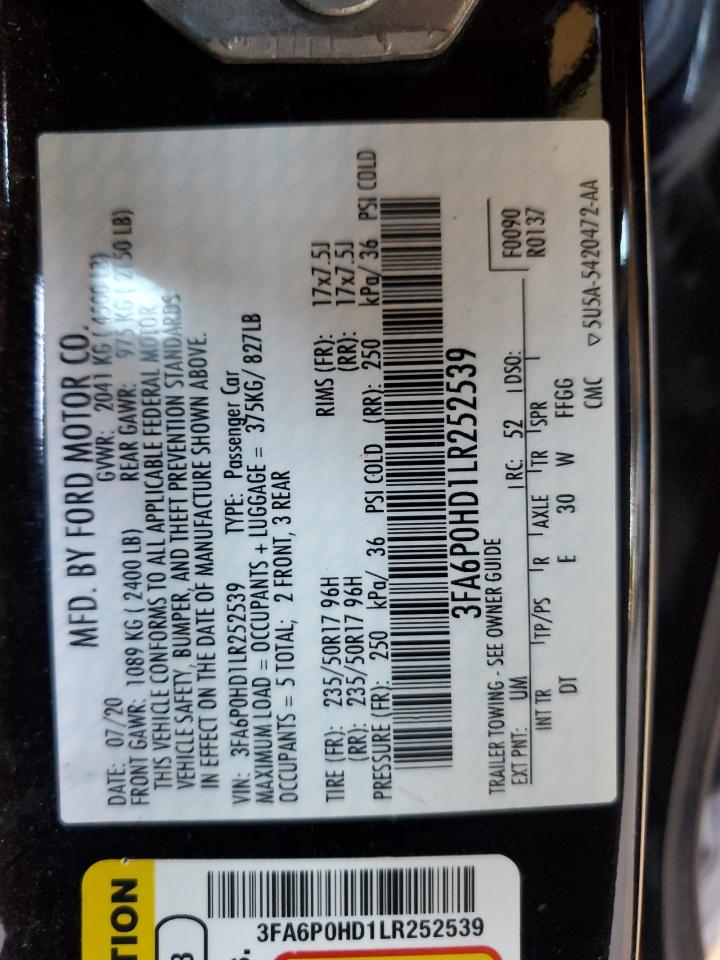 MFD. BY FORD MOTOR CO.
DATE: 07/20 GVWR: 2041 KG
FRONT GAWR: 1089 KG ( 2400 LB) REAR GAWR: 975 KG
THIS VEHICLE CONFORMS TO ALL APPLICABLE FEDERAL MOTOR
VEHICLE SAFETY, BUMPER, AND THEFT PREVENTION STANDARDS
IN EFFECT ON THE DATE OF MANUFACTURE SHOWN ABOVE.
VIN: 3FA6P0HD1LR252539 TYPE: Passenger Car
MAXIMUM LOAD = OCCUPANTS + LUGGAGE = 375KG/ 827LB
OCCUPANTS = 5 TOTAL; 2 FRONT, 3 REAR
TIRE (FR): 235/50R17 96H RIMS (FR): 17x7.5J
(RR): 235/50R17 96H (RR): 17x7.5J
PRESSURE (FR): 250 kPa/ 36 PSI COLD (RR): 250 kPa/ 36 PSI COLD
3FA6P0HD1LR252539
F0090
R0137
TRAILER TOWING - SEE OWNER GUIDE
EXT PNT: UM RC: 52 DSO:
INT TR TP/PS R AXLE TR SPR
DT E 30 W FFGG
CMC ▽5U5A-5420472-AA
TION
3
S.
3FA6P0HD1LR252539